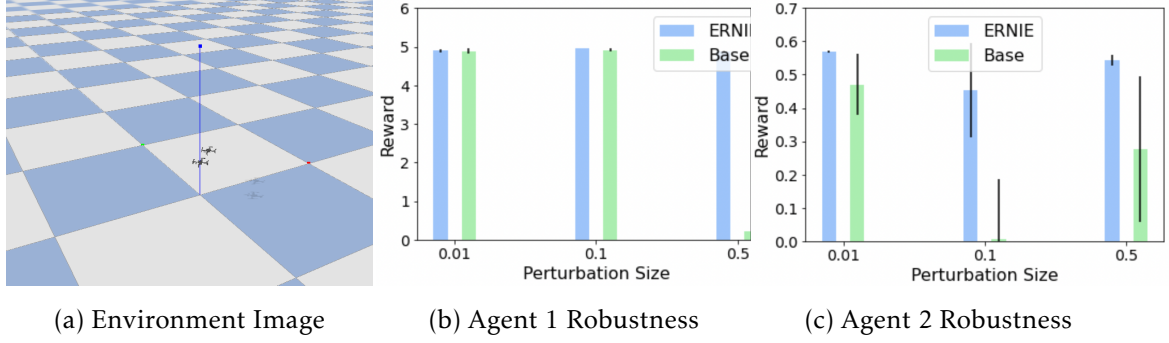 6
5
4
3
2
1
0
Reward
ERNI
Base
0.01
0.1
0.5
Perturbation Size
0.7
0.6
0.5
0.4
0.3
0.2
0.1
0.0
Reward
ERNIE
Base
0.01
0.1
0.5
Perturbation Size
(a) Environment Image
(b) Agent 1 Robustness
(c) Agent 2 Robustness